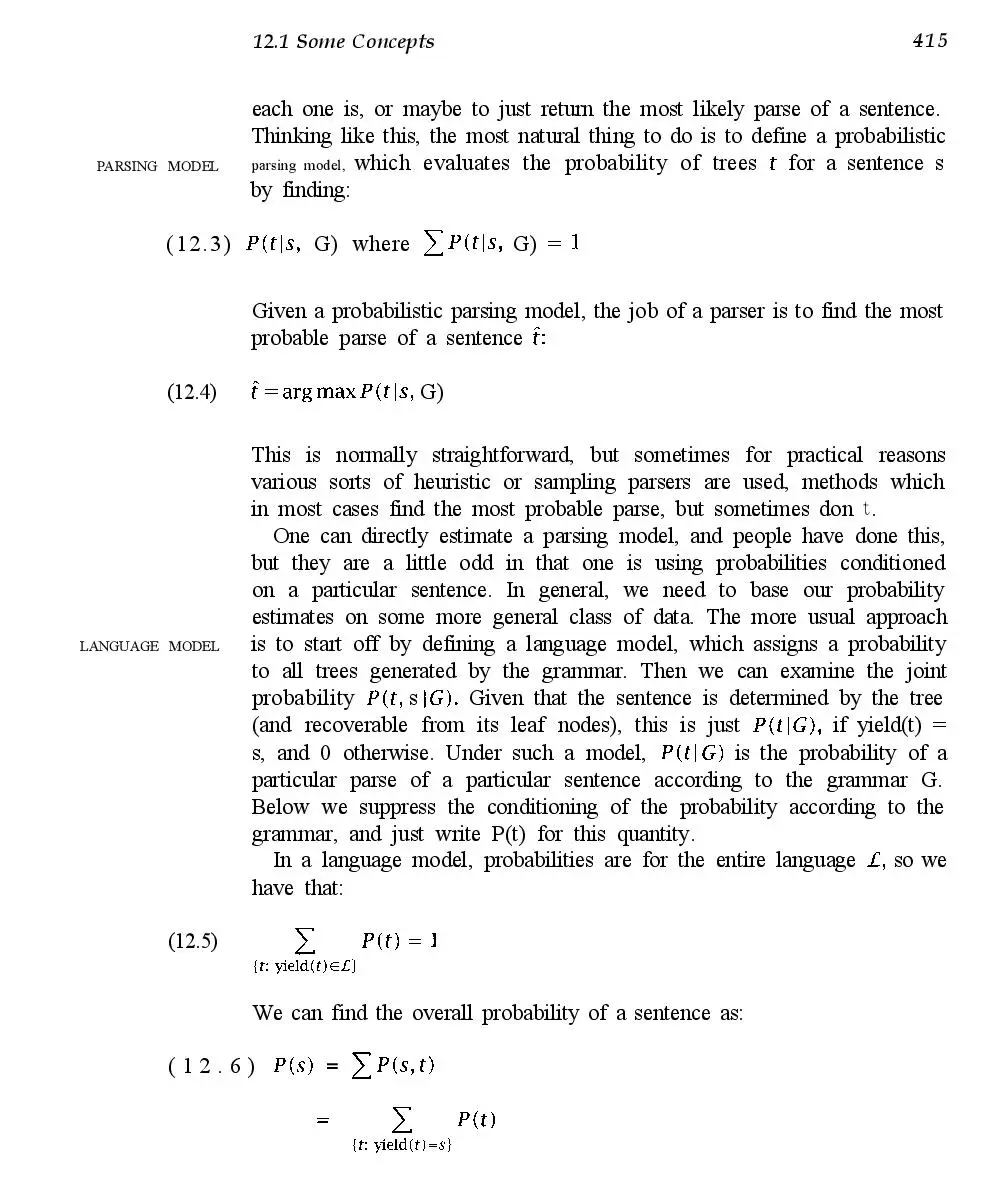 12.1 Some Concepts 415
each one is, or maybe to just return the most likely parse of a sentence.
Thinking like this, the most natural thing to do is to define a probabilistic
PARSING MODEL parsing model, which evaluates the probability of trees t for a sentence s
by finding:
(12.3) P(t|s, G) where ∑ P(t|s, G) = 1
Given a probabilistic parsing model, the job of a parser is to find the most
probable parse of a sentence t̂:
(12.4) t̂ = arg max P(t|s, G)
This is normally straightforward, but sometimes for practical reasons
various sorts of heuristic or sampling parsers are used, methods which
in most cases find the most probable parse, but sometimes don t.
One can directly estimate a parsing model, and people have done this,
but they are a little odd in that one is using probabilities conditioned
on a particular sentence. In general, we need to base our probability
estimates on some more general class of data. The more usual approach
LANGUAGE MODEL is to start off by defining a language model, which assigns a probability
to all trees generated by the grammar. Then we can examine the joint
probability P(t, s|G). Given that the sentence is determined by the tree
(and recoverable from its leaf nodes), this is just P(t|G), if yield(t) =
s, and 0 otherwise. Under such a model, P(t|G) is the probability of a
particular parse of a particular sentence according to the grammar G.
Below we suppress the conditioning of the probability according to the
grammar, and just write P(t) for this quantity.
In a language model, probabilities are for the entire language ℒ, so we
have that:
(12.5) ∑ P(t) = 1
{t: yield(t)∈ℒ}
We can find the overall probability of a sentence as:
(12.6) P(s) = ∑ P(s,t)
= ∑ P(t)
{t: yield(t)=s}